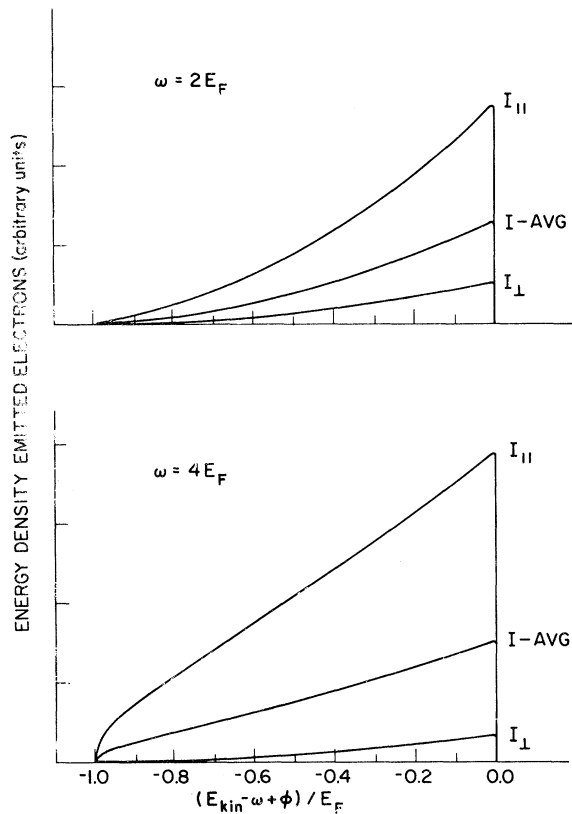 ENERGY DENSITY EMITTED ELECTRONS (arbitrary units)
ω = 2E_F
I_||
I-AVG
I_⊥
ω = 4E_F
I_||
I-AVG
I_⊥
-1.0 -0.8 -0.6 -0.4 -0.2 0.0
(E_kin-ω+ϕ)/E_F